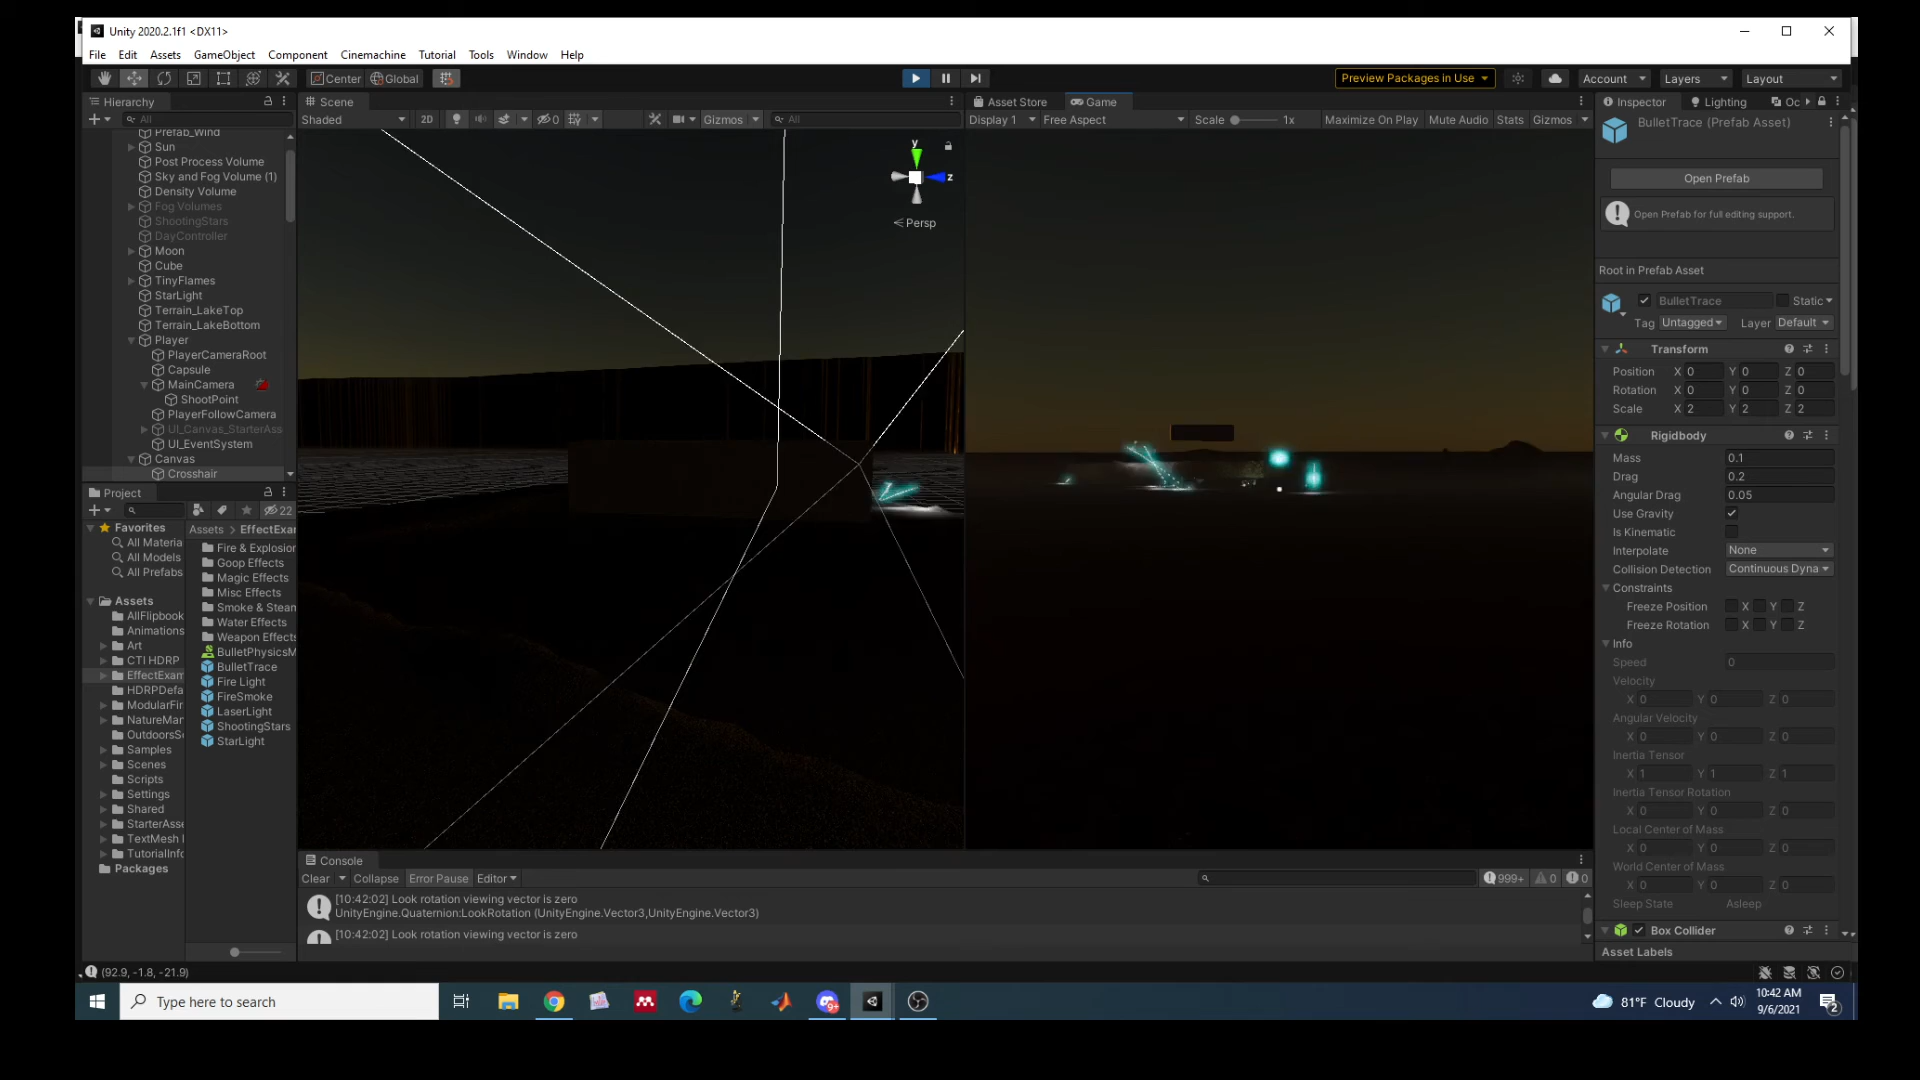 Unity 2020.2.1f1 <DX11>
File Edit Assets GameObject Component Cinemachine Tutorial Tools Window Help
Center Global
Preview Packages in Use
Account Layers Layout
Hierarchy
All
Prefab_Wind
Sun
Post Process Volume
Sky and Fog Volume (1)
Density Volume
Fog Volumes
ShootingStars
DayController
Moon
Cube
TinyFlames
StarLight
Terrain_LakeTop
Terrain_LakeBottom
Player
PlayerCameraRoot
Capsule
MainCamera
ShootPoint
PlayerFollowCamera
UI_Canvas_StarterAss
UI_EventSystem
Canvas
Crosshair
Scene
Shaded 2D 0 Gizmos All
y
z
Persp
Asset Store Game
Display 1 Free Aspect Scale 1x Maximize On Play Mute Audio Stats Gizmos
Project
22
Favorites
All Materia
All Models
All Prefabs
Assets
AllFlipbook
Animations
Art
CTI HDRP
EffectExam
HDRPDefa
ModularFir
NatureMar
OutdoorsS
Samples
Scenes
Scripts
Settings
Shared
StarterAsse
TextMesh
TutorialInfo
Packages
Assets > EffectExa
Fire & Explosion
Goop Effects
Magic Effects
Misc Effects
Smoke & Stean
Water Effects
Weapon Effects
BulletPhysicsM
BulletTrace
Fire Light
FireSmoke
LaserLight
ShootingStars
StarLight
Console
Clear Collapse Error Pause Editor 999+ 0 0
[10:42:02] Look rotation viewing vector is zero
UnityEngine.Quaternion:LookRotation (UnityEngine.Vector3,UnityEngine.Vector3)
[10:42:02] Look rotation viewing vector is zero
Inspector Lighting Oc
BulletTrace (Prefab Asset)
Open Prefab
Open Prefab for full editing support.
Root in Prefab Asset
BulletTrace Static
Tag Untagged Layer Default
Transform
Position X 0 Y 0 Z 0
Rotation X 0 Y 0 Z 0
Scale X 2 Y 2 Z 2
Rigidbody
Mass 0.1
Drag 0.2
Angular Drag 0.05
Use Gravity
Is Kinematic
Interpolate None
Collision Detection Continuous Dyna
Constraints
Freeze Position X Y Z
Freeze Rotation X Y Z
Info
Speed 0
Velocity
X 0 Y 0 Z 0
Angular Velocity
X 0 Y 0 Z 0
Inertia Tensor
X 1 Y 1 Z 1
Inertia Tensor Rotation
X 0 Y 0 Z 0
Local Center of Mass
X 0 Y 0 Z 0
World Center of Mass
X 0 Y 0 Z 0
Sleep State Asleep
Box Collider
Asset Labels
(92.9, -1.8, -21.9)
Type here to search
9+
81°F Cloudy
10:42 AM
9/6/2021
2